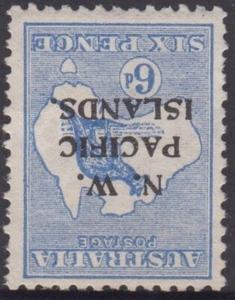 AUSTRALIA
POSTAGE
N. W.
PACIFIC
ISLANDS.
6d
SIX PENCE